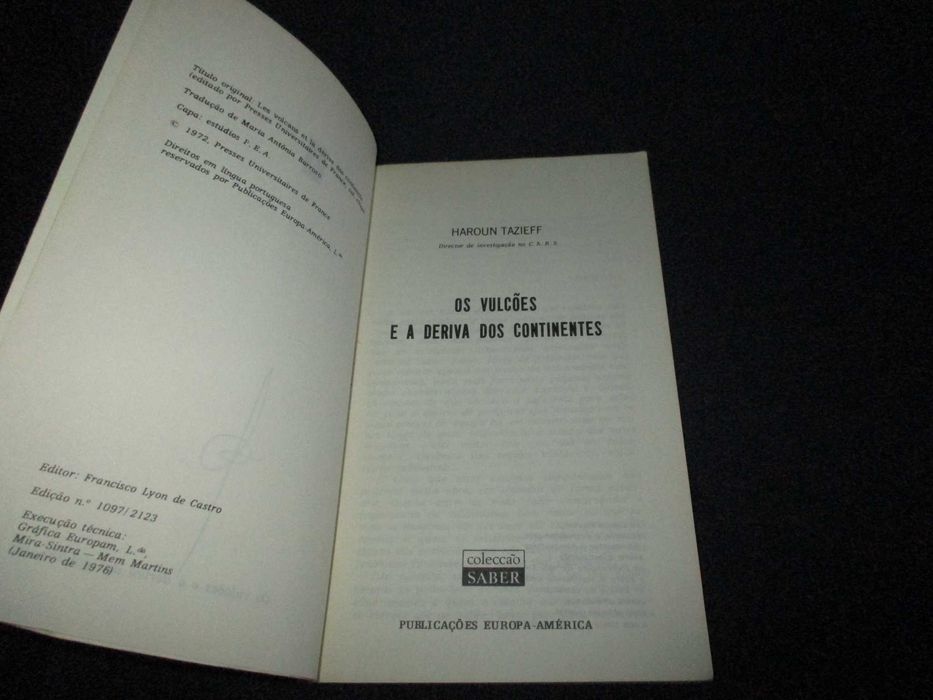 Título original: Les volcans et la dérive des continents
(editado por Presses Universitaires de France,
Tradução de Maria Antónia Barroso
Capa: estúdios P. E. A
© 1972, Presses Universitaires de France
Direitos em língua portuguesa
reservados por Publicações Europa-América, L.da
Editor: Francisco Lyon de Castro
Edição n.º 1097/2123
Execução técnica:
Gráfica Europam, L.da,
Mira-Sintra — Mem Martins
(Janeiro de 1976)
HAROUN TAZIEFF
Director de investigação no C. N. R. S.
OS VULCÕES
E A DERIVA DOS CONTINENTES
colecção
SABER
PUBLICAÇÕES EUROPA-AMÉRICA